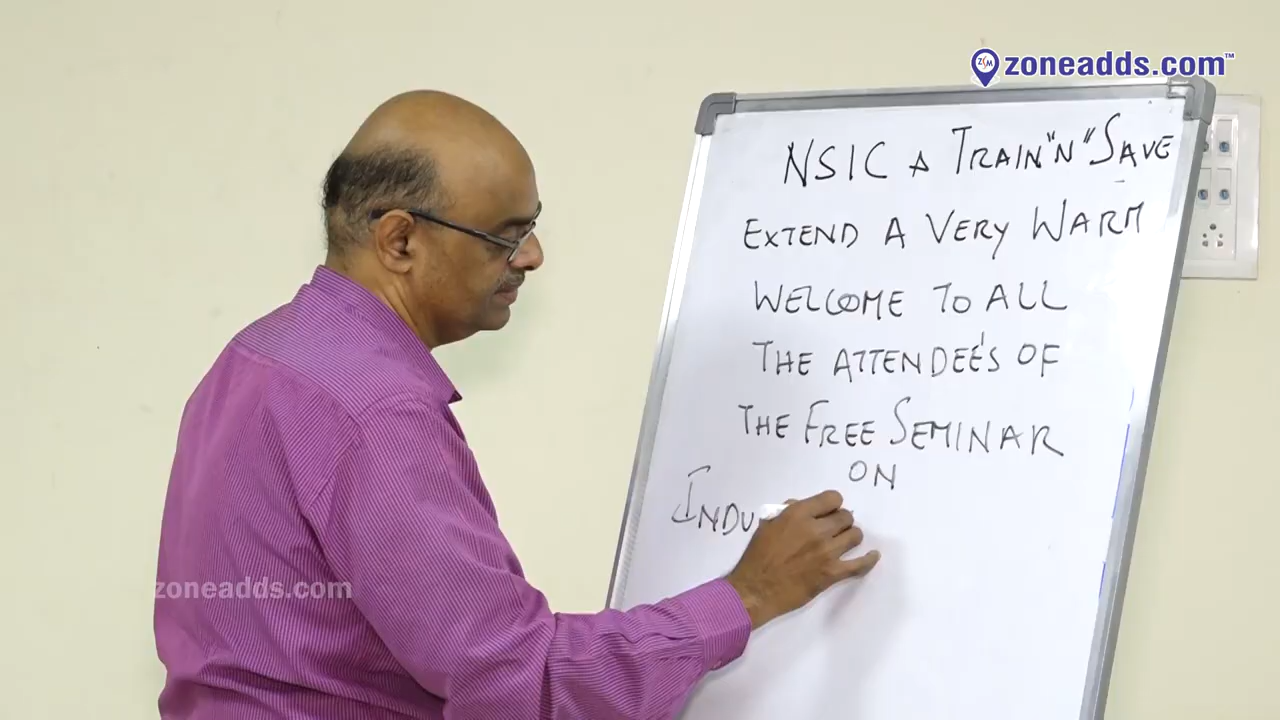 zoneadds.com™
NSIC & TRAIN "N" SAVE
EXTEND A VERY WARM
WELCOME TO ALL
THE ATTENDEE'S OF
THE FREE SEMINAR
ON
INDU
zoneadds.com